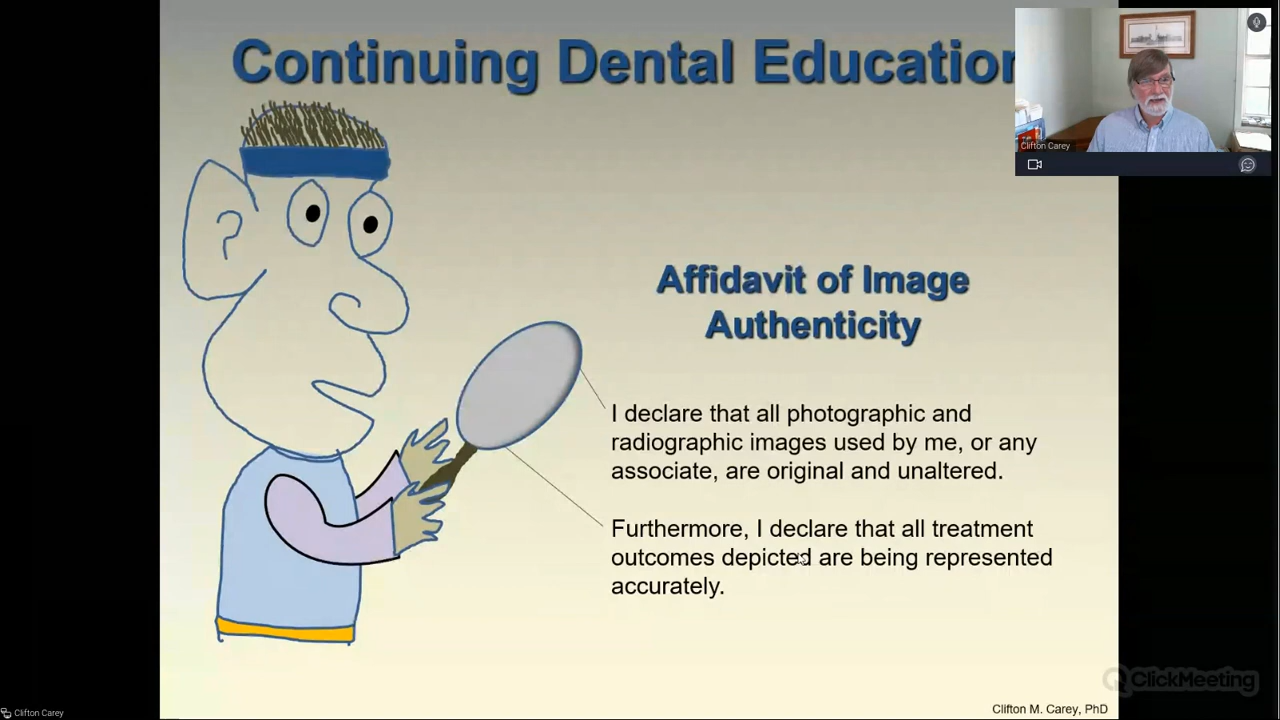 Continuing Dental Education
Clifton Carey
Affidavit of Image
Authenticity
I declare that all photographic and
radiographic images used by me, or any
associate, are original and unaltered.
Furthermore, I declare that all treatment
outcomes depicted are being represented
accurately.
ClickMeeting
Clifton M. Carey, PhD
Clifton Carey